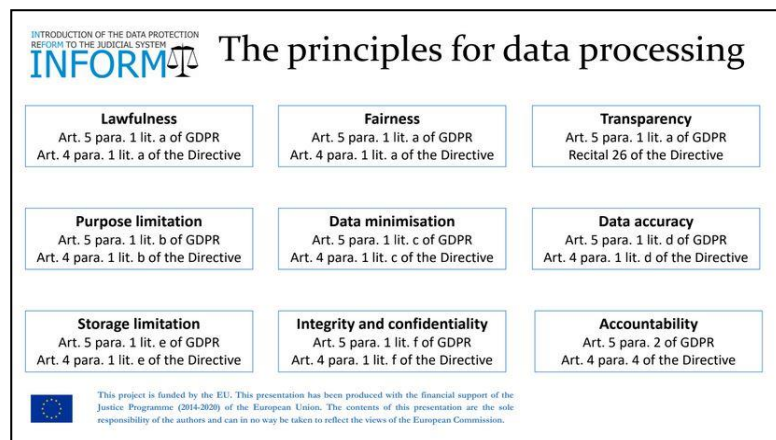 INTRODUCTION OF THE DATA PROTECTION
REFORM TO THE JUDICIAL SYSTEM
INFORM
The principles for data processing
Lawfulness
Art. 5 para. 1 lit. a of GDPR
Art. 4 para. 1 lit. a of the Directive
Fairness
Art. 5 para. 1 lit. a of GDPR
Art. 4 para. 1 lit. a of the Directive
Transparency
Art. 5 para. 1 lit. a of GDPR
Recital 26 of the Directive
Purpose limitation
Art. 5 para. 1 lit. b of GDPR
Art. 4 para. 1 lit. b of the Directive
Data minimisation
Art. 5 para. 1 lit. c of GDPR
Art. 4 para. 1 lit. c of the Directive
Data accuracy
Art. 5 para. 1 lit. d of GDPR
Art. 4 para. 1 lit. d of the Directive
Storage limitation
Art. 5 para. 1 lit. e of GDPR
Art. 4 para. 1 lit. e of the Directive
Integrity and confidentiality
Art. 5 para. 1 lit. f of GDPR
Art. 4 para. 1 lit. f of the Directive
Accountability
Art. 5 para. 2 of GDPR
Art. 4 para. 4 of the Directive
This project is funded by the EU. This presentation has been produced with the financial support of the
Justice Programme (2014-2020) of the European Union. The contents of this presentation are the sole
responsibility of the authors and can in no way be taken to reflect the views of the European Commission.